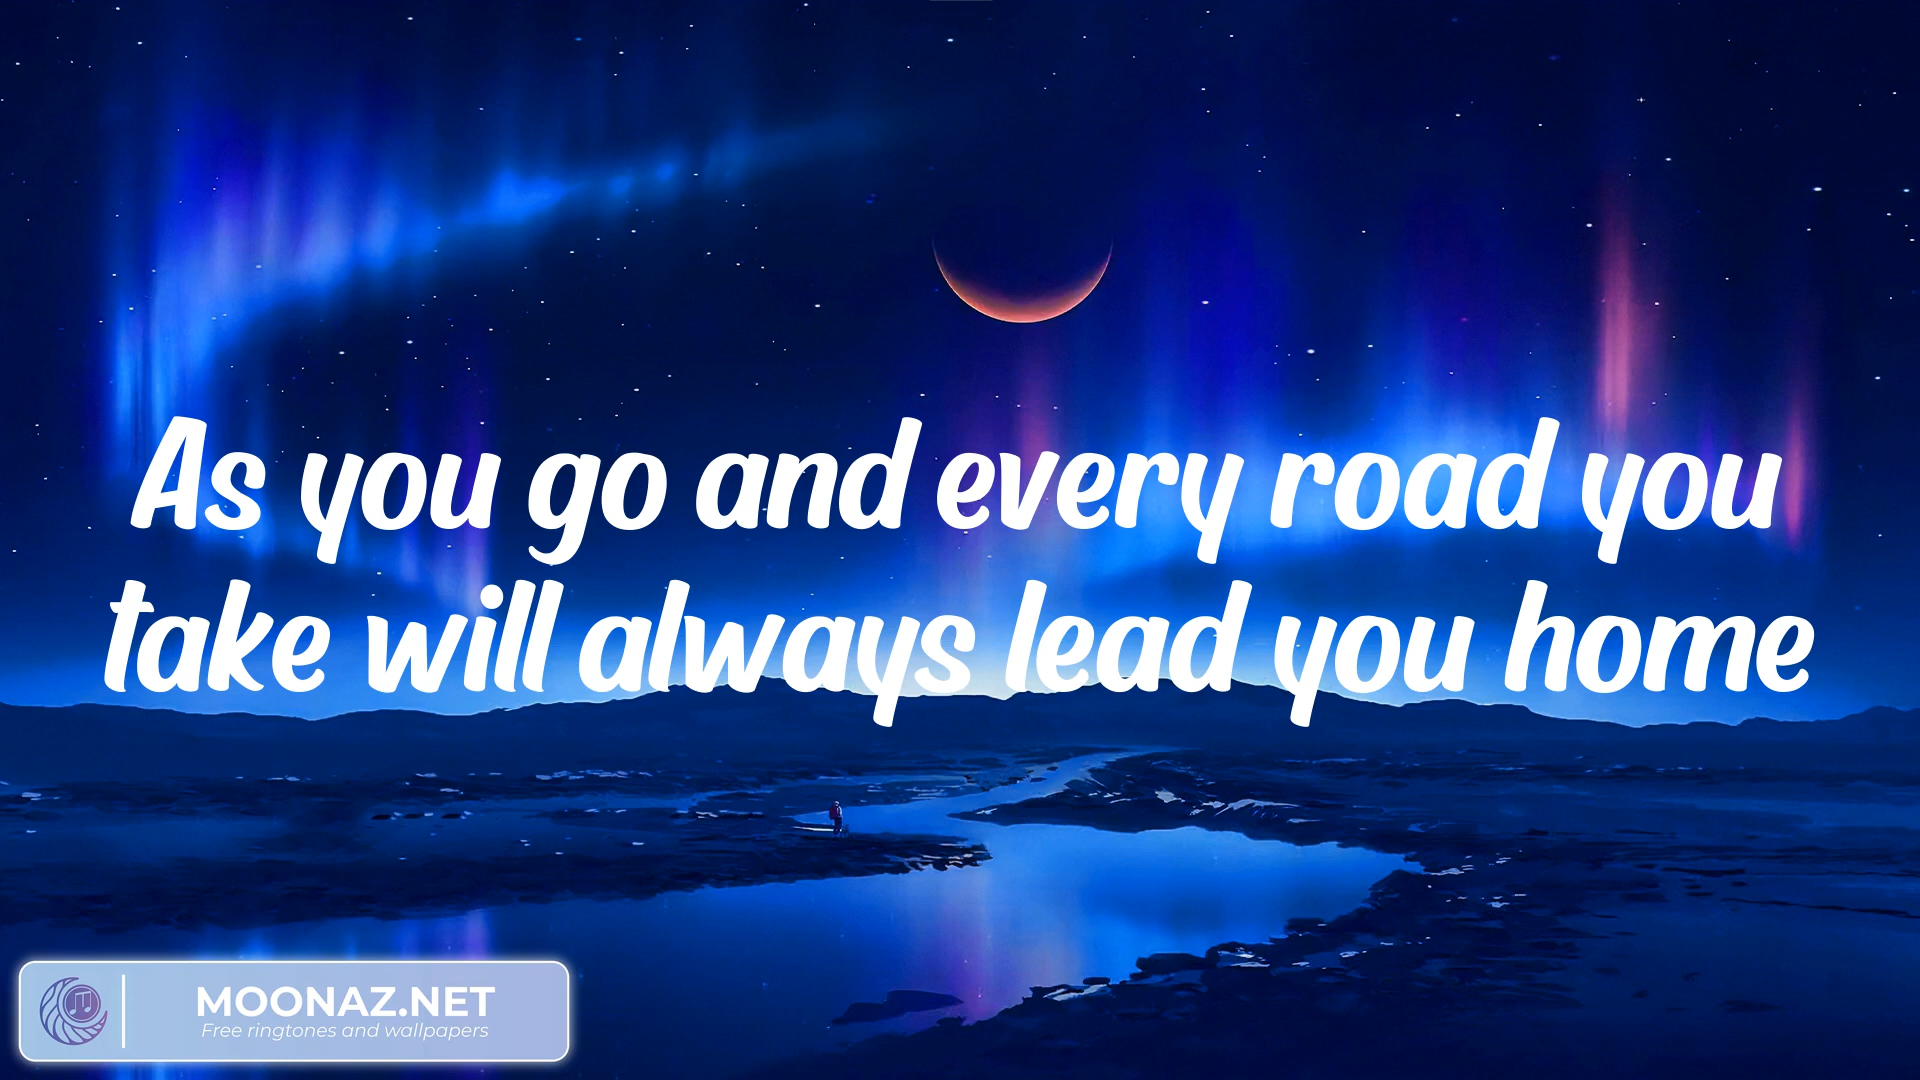 As you go and every road you
take will always lead you home
MOONAZ.NET
Free ringtones and wallpapers